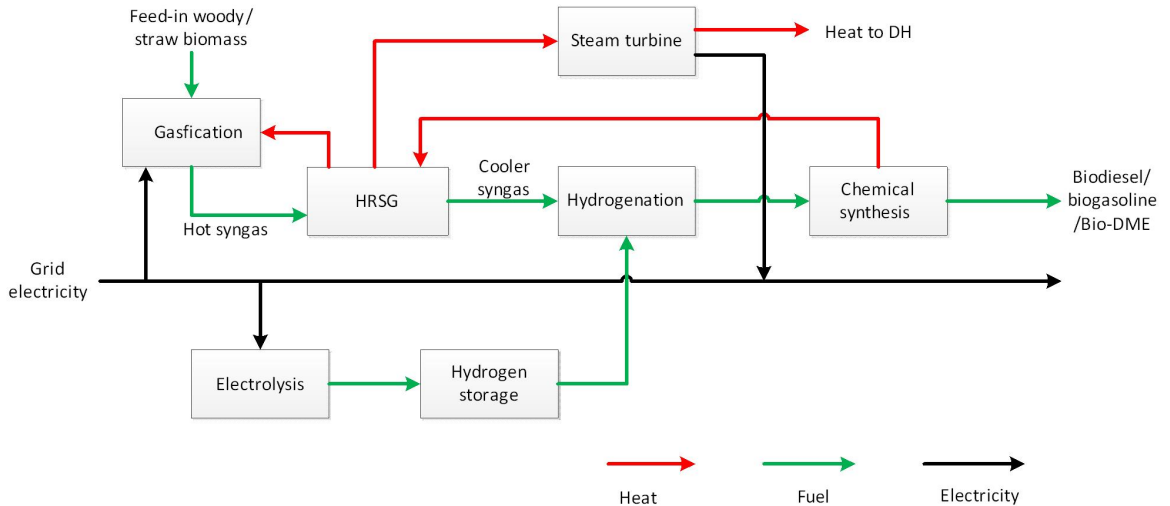 Feed-in woody/
straw biomass
Steam turbine
Heat to DH
Gasfication
Cooler
syngas
HRSG
Hydrogenation
Chemical
synthesis
Biodiesel/
biogasoline
/Bio-DME
Hot syngas
Grid
electricity
Electrolysis
Hydrogen
storage
Heat
Fuel
Electricity